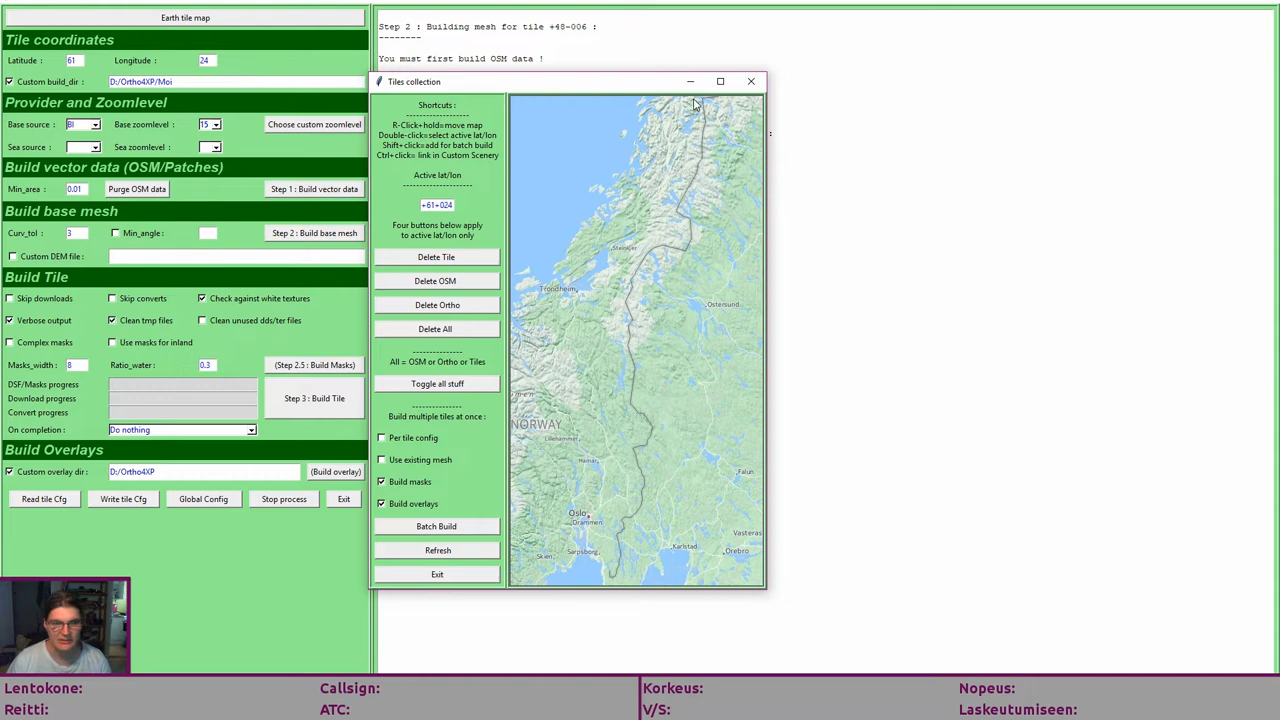 Earth tile map
Tile coordinates
Latitude : 61 Longitude : 24
Custom build_dir : D:/Ortho4XP/Moi
Provider and Zoomlevel
Base source : BI Base zoomlevel : 15 Choose custom zoomlevel
Sea source : Sea zoomlevel :
Build vector data (OSM/Patches)
Min_area : 0.01 Purge OSM data Step 1 : Build vector data
Build base mesh
Curv_tol : 3 Min_angle : Step 2 : Build base mesh
Custom DEM file :
Build Tile
Skip downloads Skip converts Check against white textures
Verbose output Clean tmp files Clean unused dds/ter files
Complex masks Use masks for inland
Masks_width : 8 Ratio_water : 0.3 (Step 2.5 : Build Masks)
DSF/Masks progress
Download progress
Convert progress
Step 3 : Build Tile
On completion : Do nothing
Build Overlays
Custom overlay dir : D:/Ortho4XP (Build overlay)
Read tile Cfg Write tile Cfg Global Config Stop process Exit
Step 2 : Building mesh for tile +48-006 :
--------
You must first build OSM data !
:
Tiles collection
Shortcuts :
-------------------
R-Click+hold=move map
Double-click=select active lat/lon
Shift+click=add for batch build
Ctrl+click= link in Custom Scenery
Active lat/lon
--------------------
+61+024
Four buttons below apply
to active lat/lon only
Delete Tile
Delete OSM
Delete Ortho
Delete All
---------------
All = OSM or Ortho or Tiles
Toggle all stuff
---------------
Build multiple tiles at once :
Per tile config
Use existing mesh
Build masks
Build overlays
Batch Build
Refresh
Exit
Steinkjer
Trondheim
Östersund
NORWAY
Lillehammer
Hamar
Falun
Oslo
Drammen
Vasteras
Skien Sarpsborg Karlstad Örebro
Lentokone: Callsign: Korkeus: Nopeus:
Reitti: ATC: V/S: Laskeutumiseen: